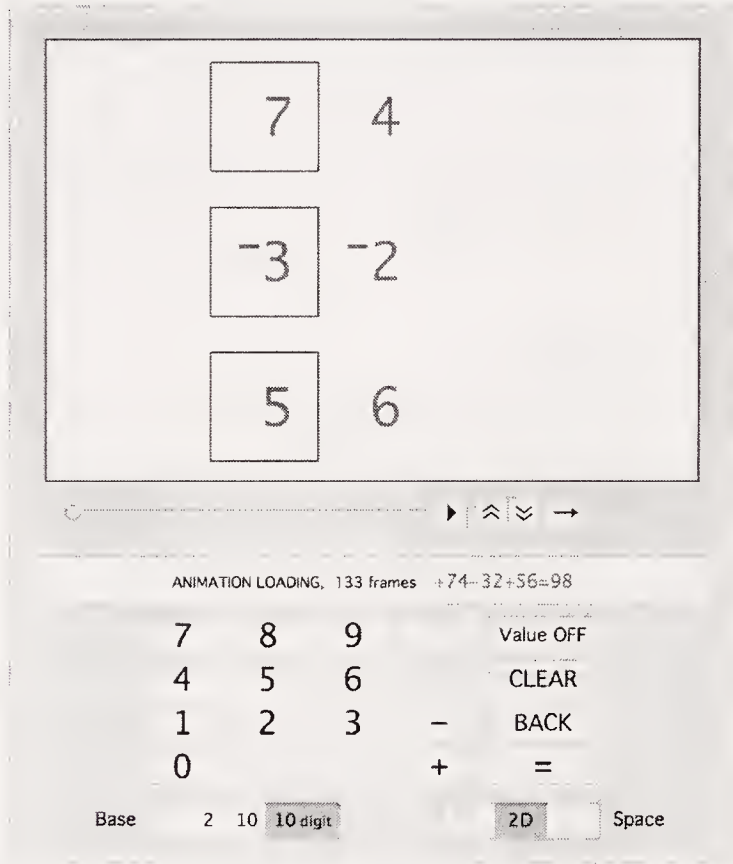 7 4
-3 -2
5 6
ANIMATION LOADING, 133 frames +74-32+56=98
7 8 9 Value OFF
4 5 6 CLEAR
1 2 3 - BACK
0 + =
Base 2 10 10 digit 2D Space